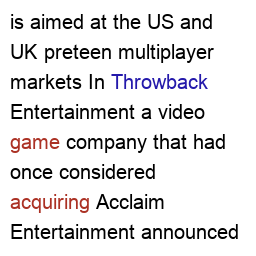 is aimed at the US and
UK preteen multiplayer
markets In Throwback
Entertainment a video
game company that had
once considered
acquiring Acclaim
Entertainment announced